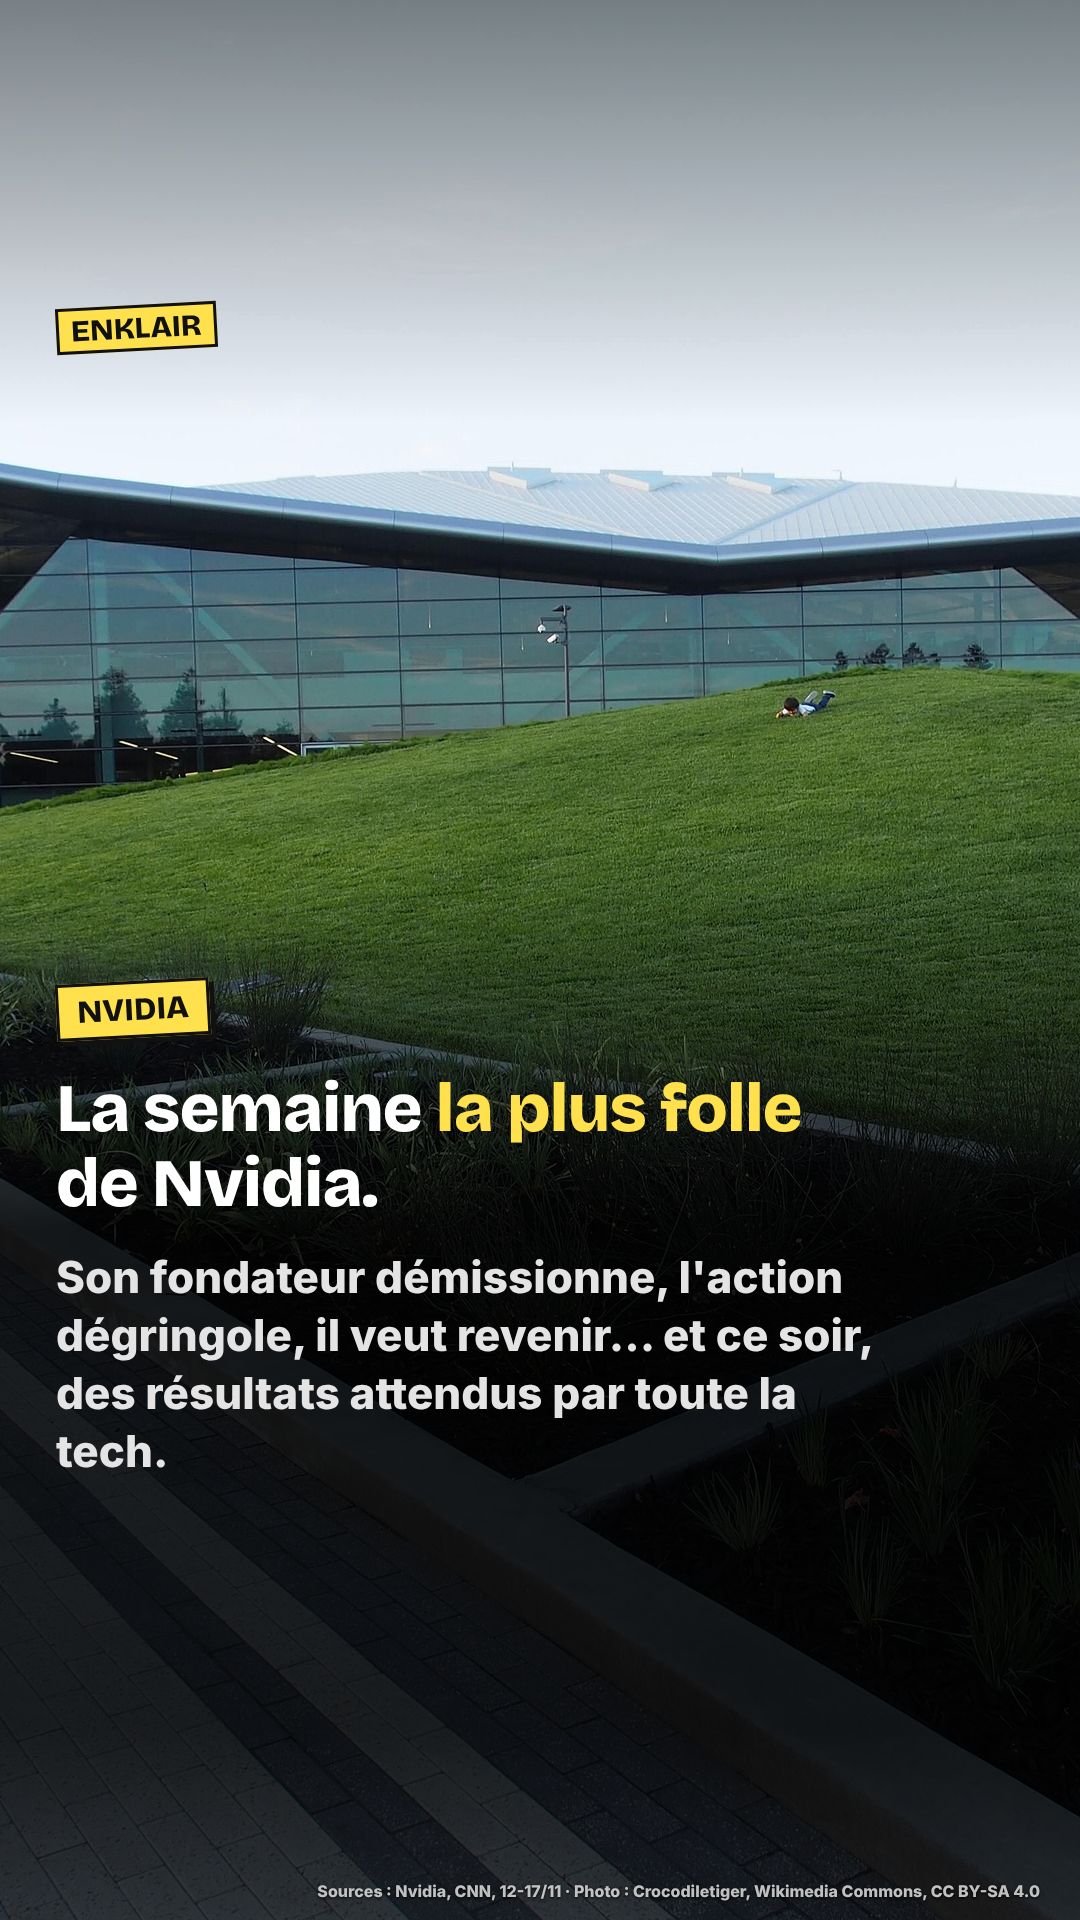 ENKLAIR
NVIDIA
La semaine la plus folle
de Nvidia.
Son fondateur démissionne, l'action
dégringole, il veut revenir... et ce soir,
des résultats attendus par toute la
tech.
Sources : Nvidia, CNN, 12-17/11 · Photo : Crocodiletiger, Wikimedia Commons, CC BY-SA 4.0